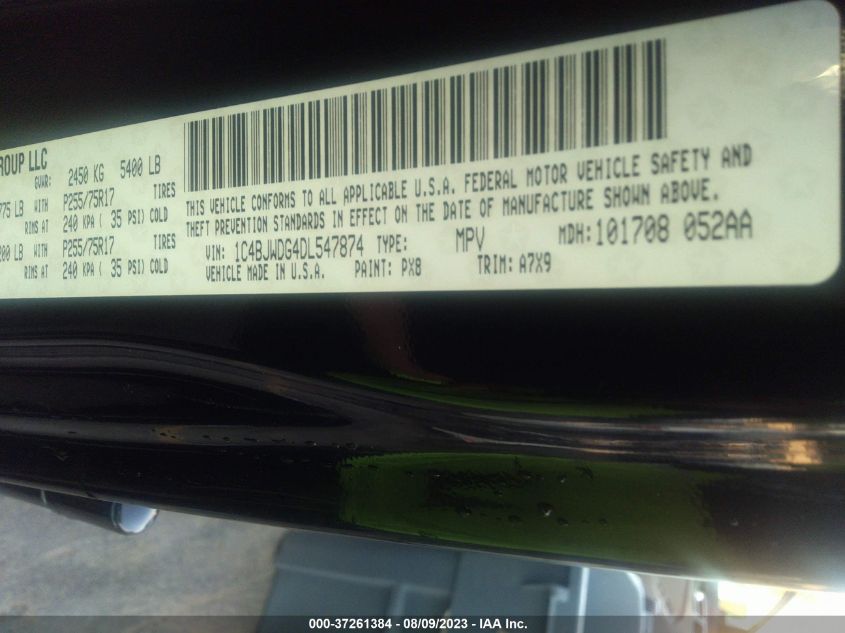 ROUP LLC
GVWR: 2450 KG 5400 LB
775 LB WITH P255/75R17 TIRES
RIMS AT 240 KPA ( 35 PSI) COLD
00 LB WITH P255/75R17 TIRES
RIMS AT 240 KPA ( 35 PSI) COLD
THIS VEHICLE CONFORMS TO ALL APPLICABLE U.S.A. FEDERAL MOTOR VEHICLE SAFETY AND
THEFT PREVENTION STANDARDS IN EFFECT ON THE DATE OF MANUFACTURE SHOWN ABOVE.
VIN: 1C4BJWDG4DL547874 TYPE: MPV MDH:101708 052AA
VEHICLE MADE IN U.S.A. PAINT: PX8 TRIM: A7X9
000-37261384 - 08/09/2023 - IAA Inc.